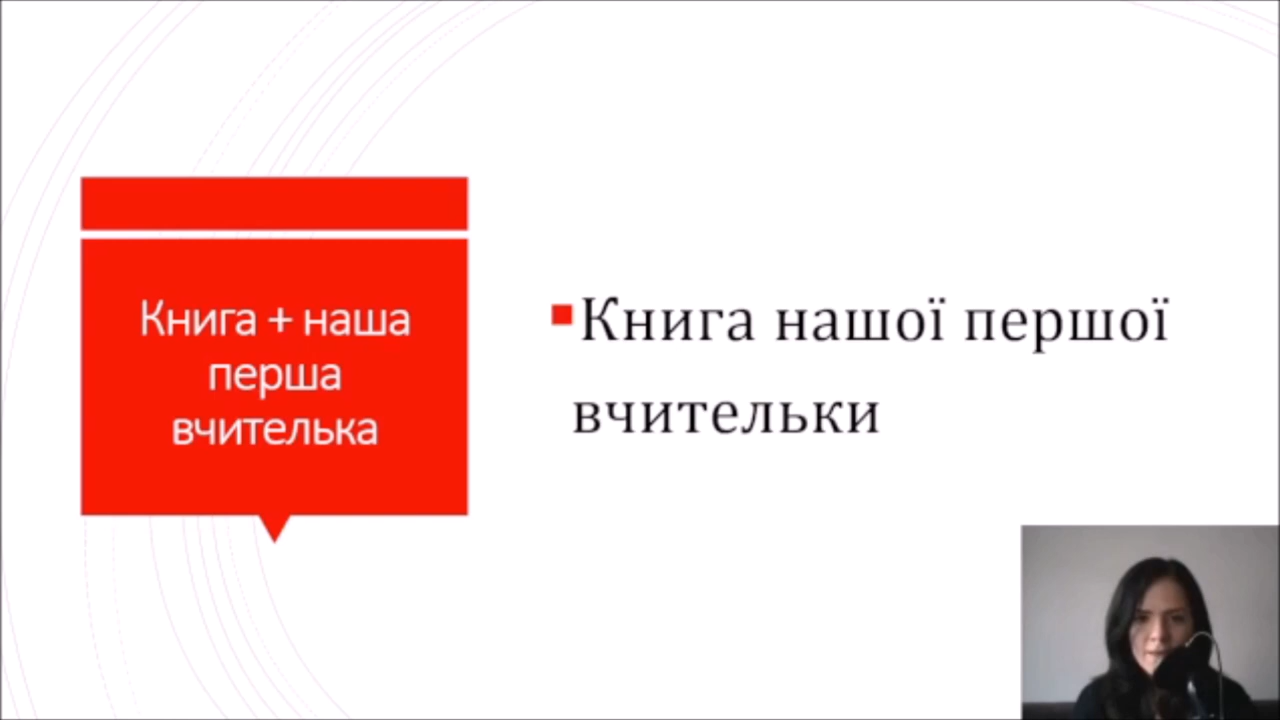 Книга + наша
перша
вчителька
Книга нашої першої
вчительки